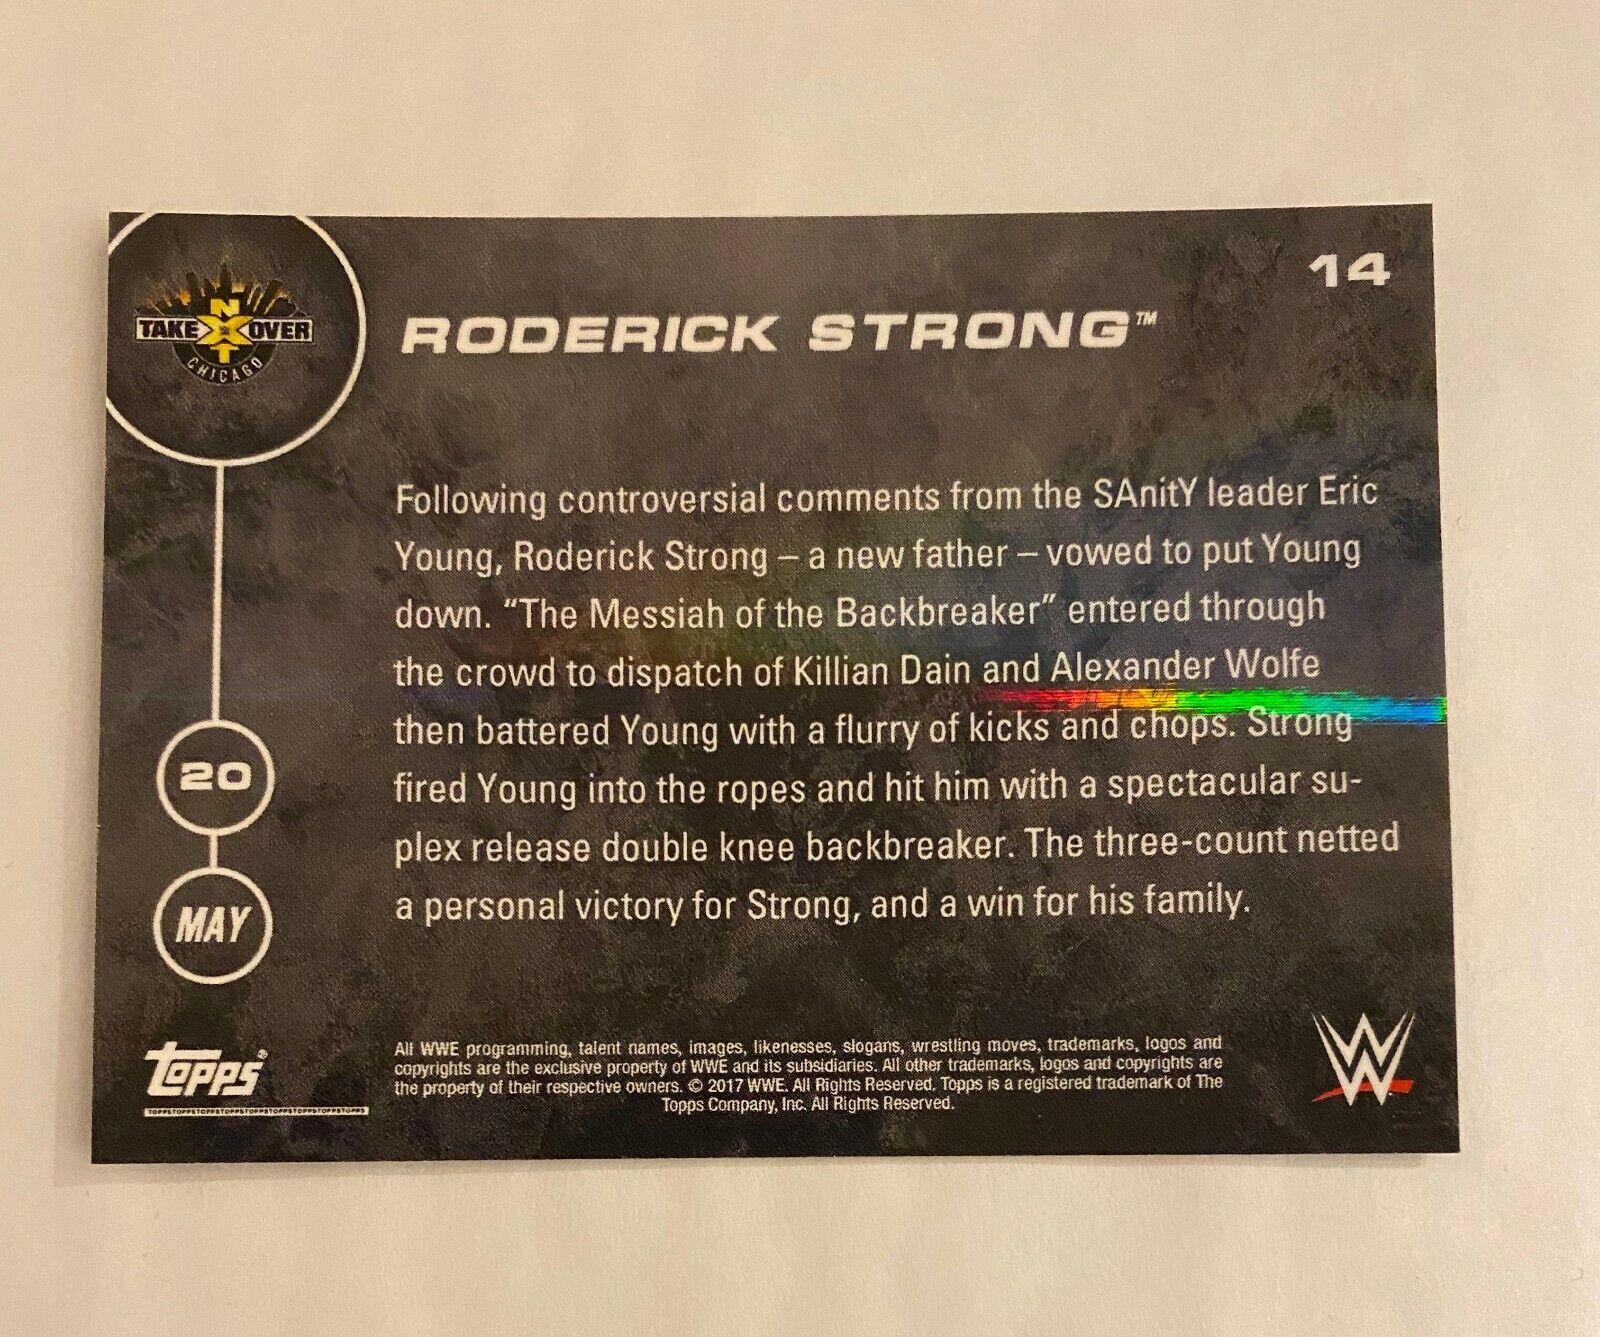 14
NXT
TAKEOVER
CHICAGO
RODERICK STRONG™
Following controversial comments from the SAnitY leader Eric
Young, Roderick Strong – a new father – vowed to put Young
down. “The Messiah of the Backbreaker” entered through
the crowd to dispatch of Killian Dain and Alexander Wolfe
then battered Young with a flurry of kicks and chops. Strong
fired Young into the ropes and hit him with a spectacular su-
plex release double knee backbreaker. The three-count netted
a personal victory for Strong, and a win for his family.
20
MAY
Topps®
TOPPSTOPPSTOPPSTOPPSTOPPSTOPPSTOPPSTOPPSTOPPS
All WWE programming, talent names, images, likenesses, slogans, wrestling moves, trademarks, logos and
copyrights are the exclusive property of WWE and its subsidiaries. All other trademarks, logos and copyrights are
the property of their respective owners. © 2017 WWE. All Rights Reserved. Topps is a registered trademark of The
Topps Company, Inc. All Rights Reserved.
W